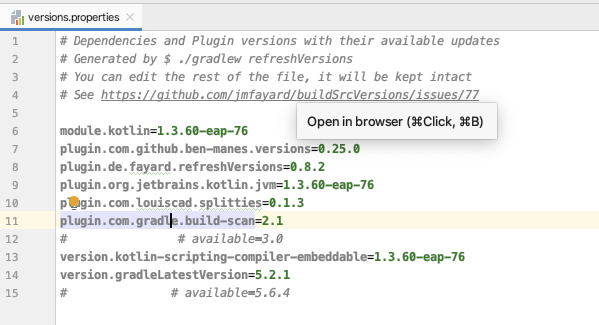 versions.properties
1 # Dependencies and Plugin versions with their available updates
2 # Generated by $ ./gradlew refreshVersions
3 # You can edit the rest of the file, it will be kept intact
4 # See https://github.com/jmfayard/buildSrcVersions/issues/77
Open in browser (⌘Click, ⌘B)
5
6 module.kotlin=1.3.60-eap-76
7 plugin.com.github.ben-manes.versions=0.25.0
8 plugin.de.fayard.refreshVersions=0.8.2
9 plugin.org.jetbrains.kotlin.jvm=1.3.60-eap-76
10 plugin.com.louiscad.splitties=0.1.3
11 plugin.com.gradle.build-scan=2.1
12 # # available=3.0
13 version.kotlin-scripting-compiler-embeddable=1.3.60-eap-76
14 version.gradleLatestVersion=5.2.1
15 # # available=5.6.4